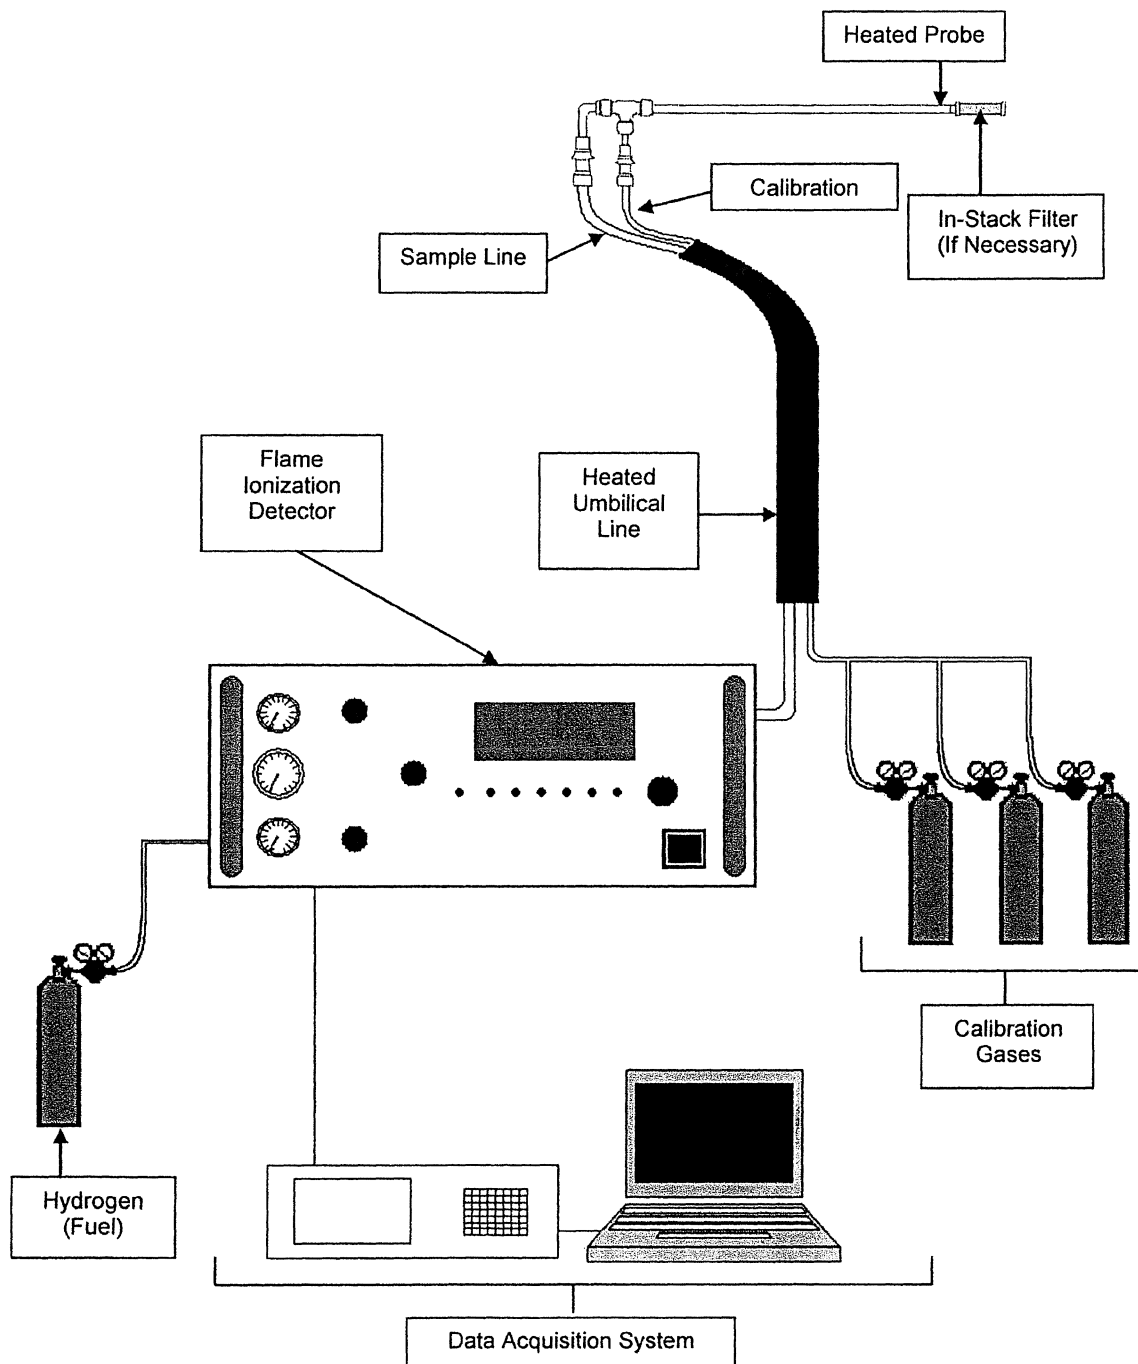 Heated Probe
Calibration
In-Stack Filter
(If Necessary)
Sample Line
Flame
Ionization
Detector
Heated
Umbilical
Line
Calibration
Gases
Hydrogen
(Fuel)
Data Acquisition System